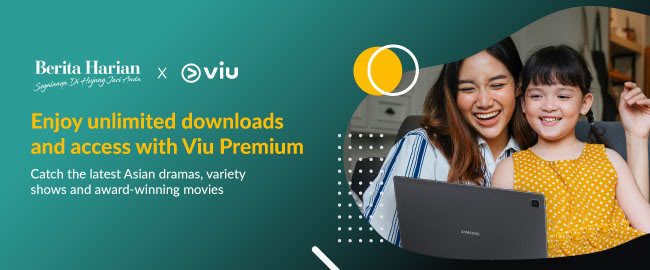 Berita Harian
Segalanya Di Hujung Jari Anda
X
viu
Enjoy unlimited downloads
and access with Viu Premium
Catch the latest Asian dramas, variety
shows and award-winning movies
SAMSUNG